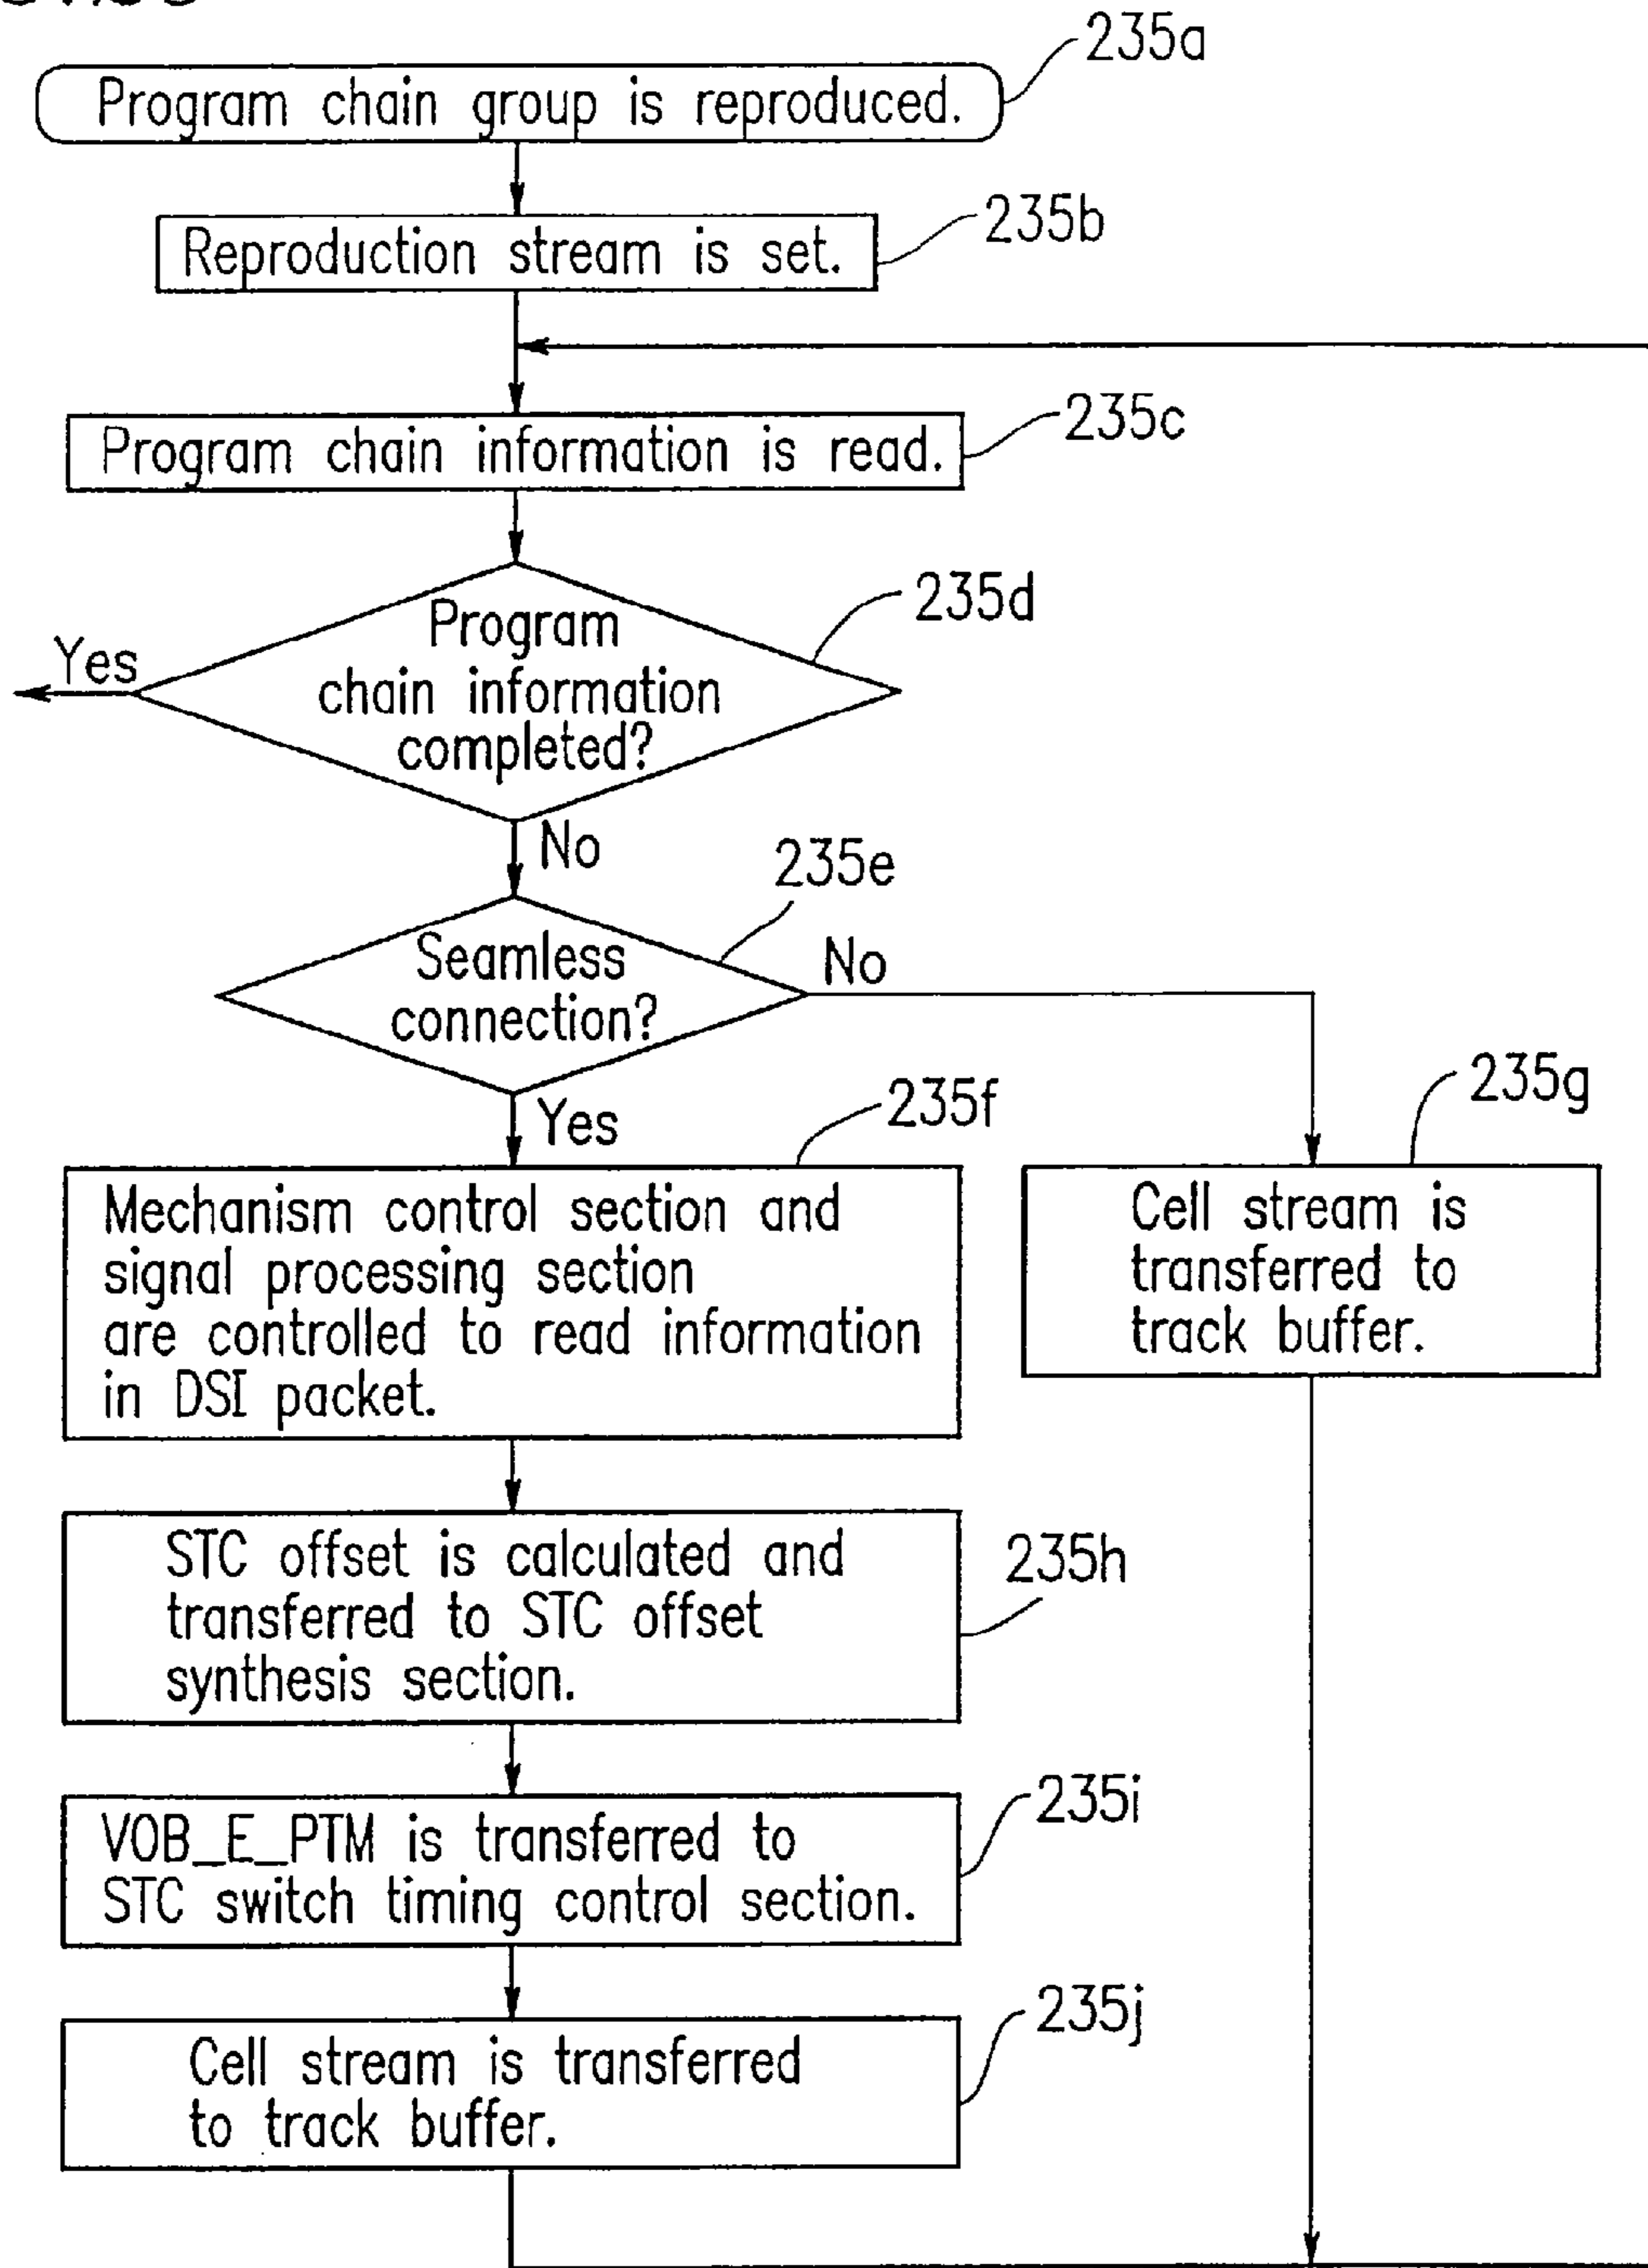 235a
Program chain group is reproduced.
235b
Reproduction stream is set.
235c
Program chain information is read.
235d
Program
chain information
completed?
Yes
No
235e
Seamless
connection?
No
Yes
235f
Mechanism control section and
signal processing section
are controlled to read information
in DSI packet.
235g
Cell stream is
transferred to
track buffer.
STC offset is calculated and
transferred to STC offset
synthesis section.
235h
VOB_E_PTM is transferred to
STC switch timing control section.
235i
Cell stream is transferred
to track buffer.
235j